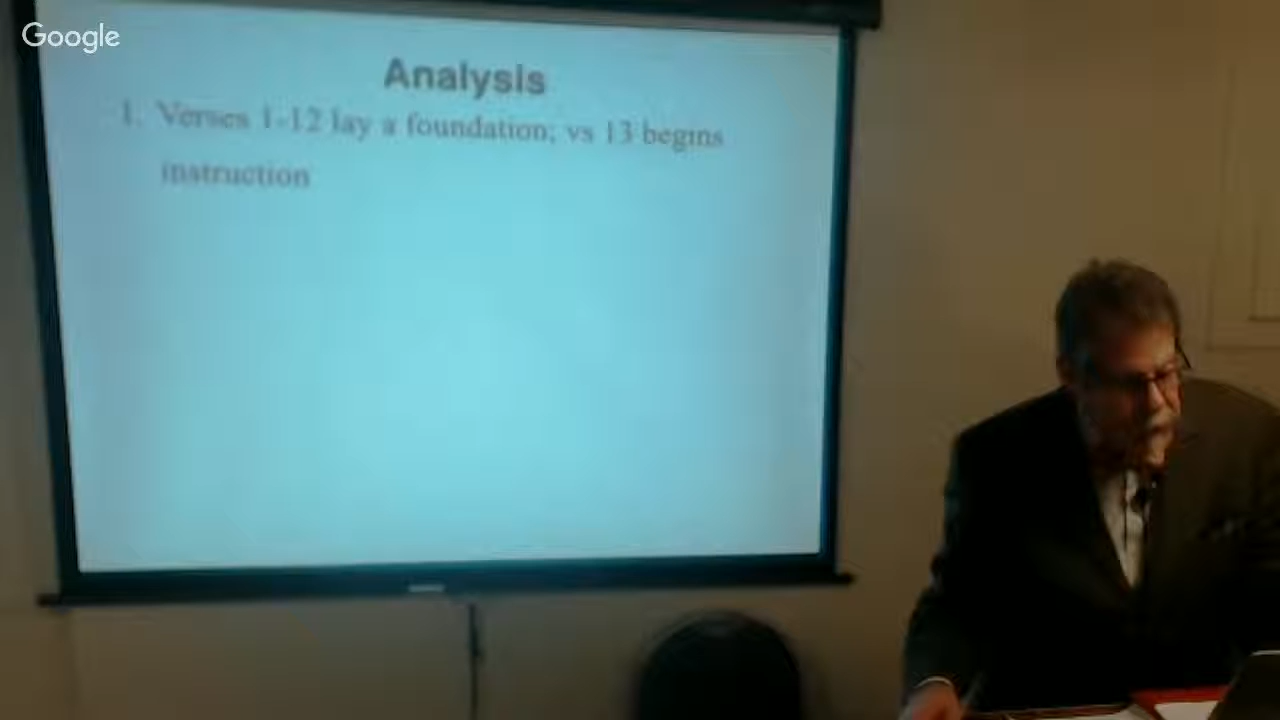 Google
Analysis
1. Verses 1-12 lay a foundation; vs 13 begins
instruction